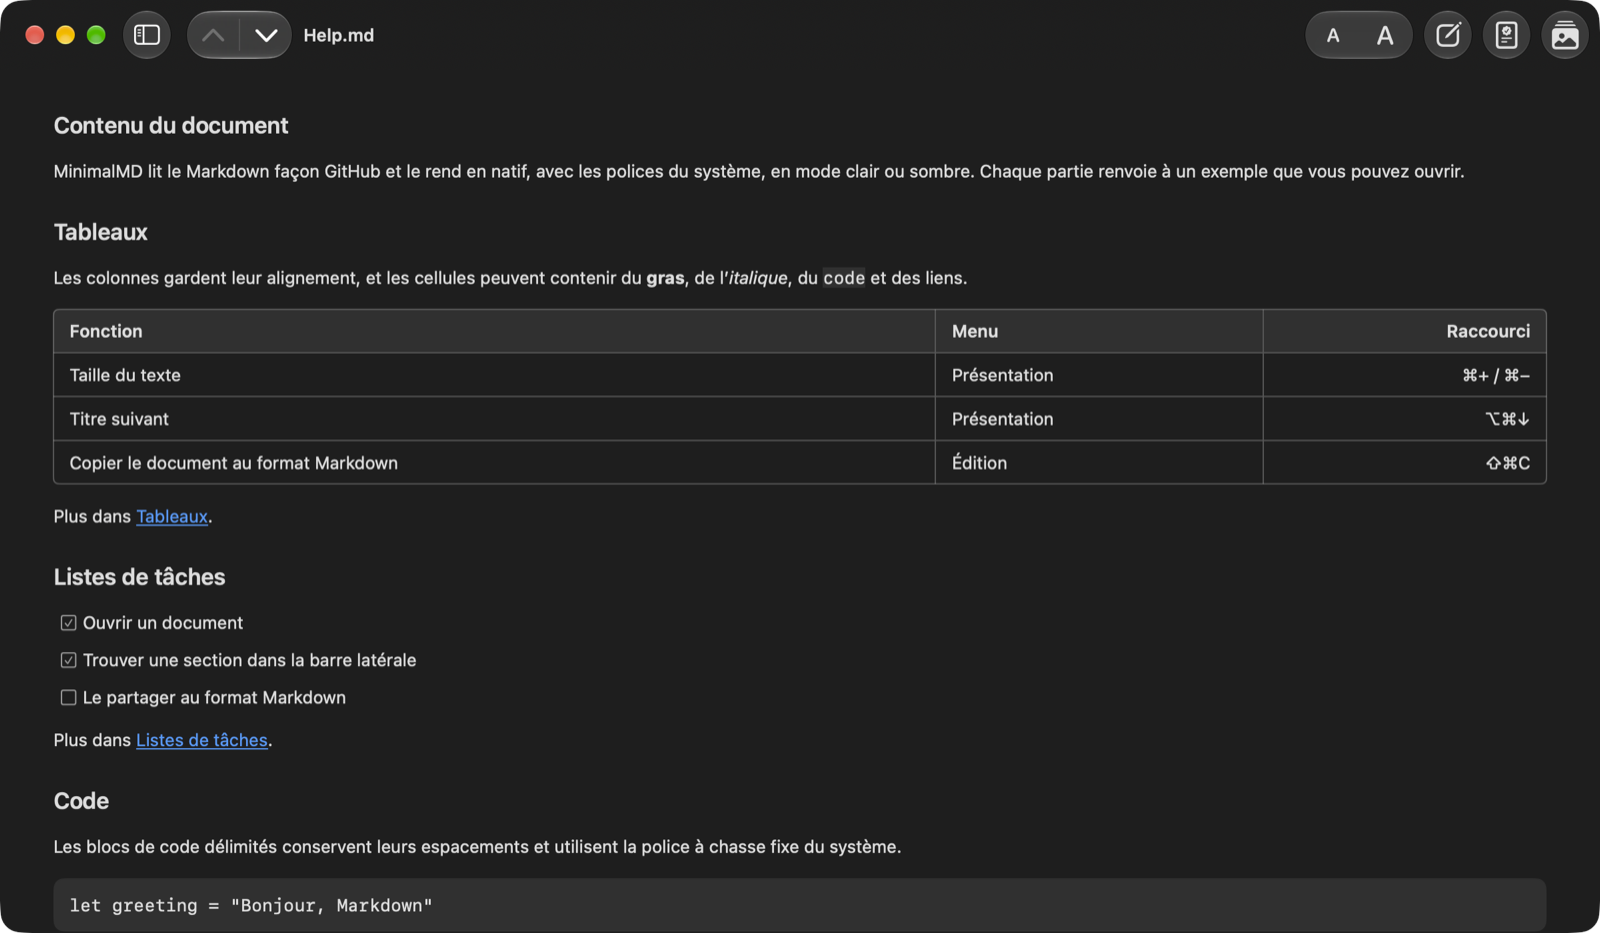 Help.md
A A
Contenu du document
MinimalMD lit le Markdown façon GitHub et le rend en natif, avec les polices du système, en mode clair ou sombre. Chaque partie renvoie à un exemple que vous pouvez ouvrir.
Tableaux
Les colonnes gardent leur alignement, et les cellules peuvent contenir du gras, de l’italique, du code et des liens.
Fonction Menu Raccourci
Taille du texte Présentation ⌘+ / ⌘−
Titre suivant Présentation ⌥⌘↓
Copier le document au format Markdown Édition ⇧⌘C
Plus dans Tableaux.
Listes de tâches
Ouvrir un document
Trouver une section dans la barre latérale
Le partager au format Markdown
Plus dans Listes de tâches.
Code
Les blocs de code délimités conservent leurs espacements et utilisent la police à chasse fixe du système.
let greeting = "Bonjour, Markdown"